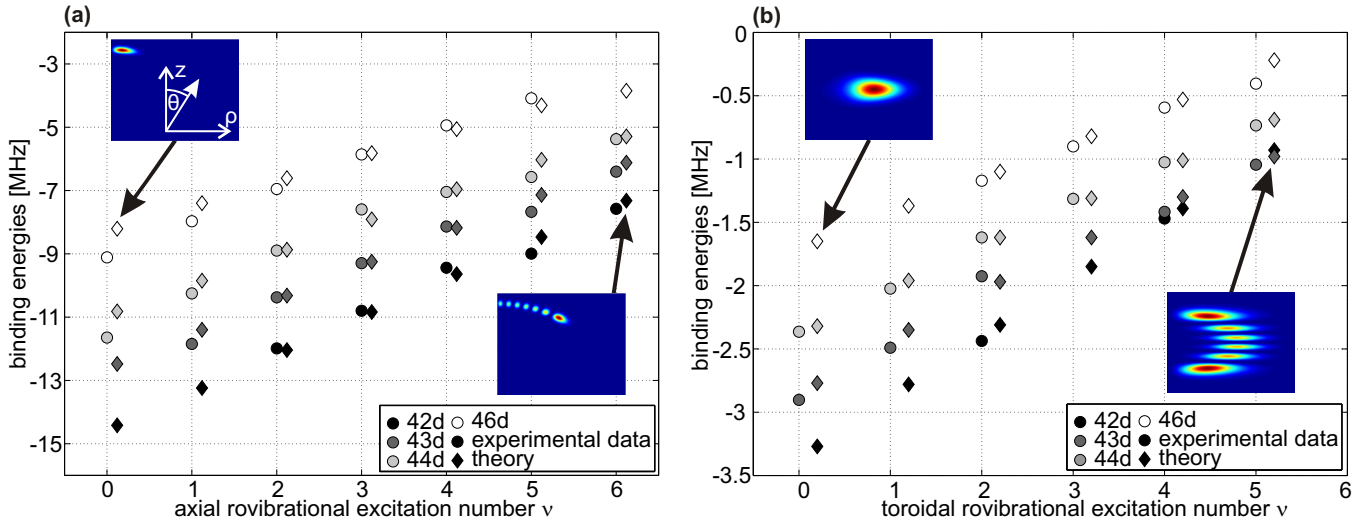 (a)
-3
-5
-7
-9
-11
-13
-15
binding energies [MHz]
z
θ
ρ
42d
46d
43d
experimental data
44d
theory
0 1 2 3 4 5 6
axial rovibrational excitation number ν
(b)
0
-0.5
-1
-1.5
-2
-2.5
-3
-3.5
binding energies [MHz]
42d
46d
43d
experimental data
44d
theory
0 1 2 3 4 5 6
toroidal rovibrational excitation number ν